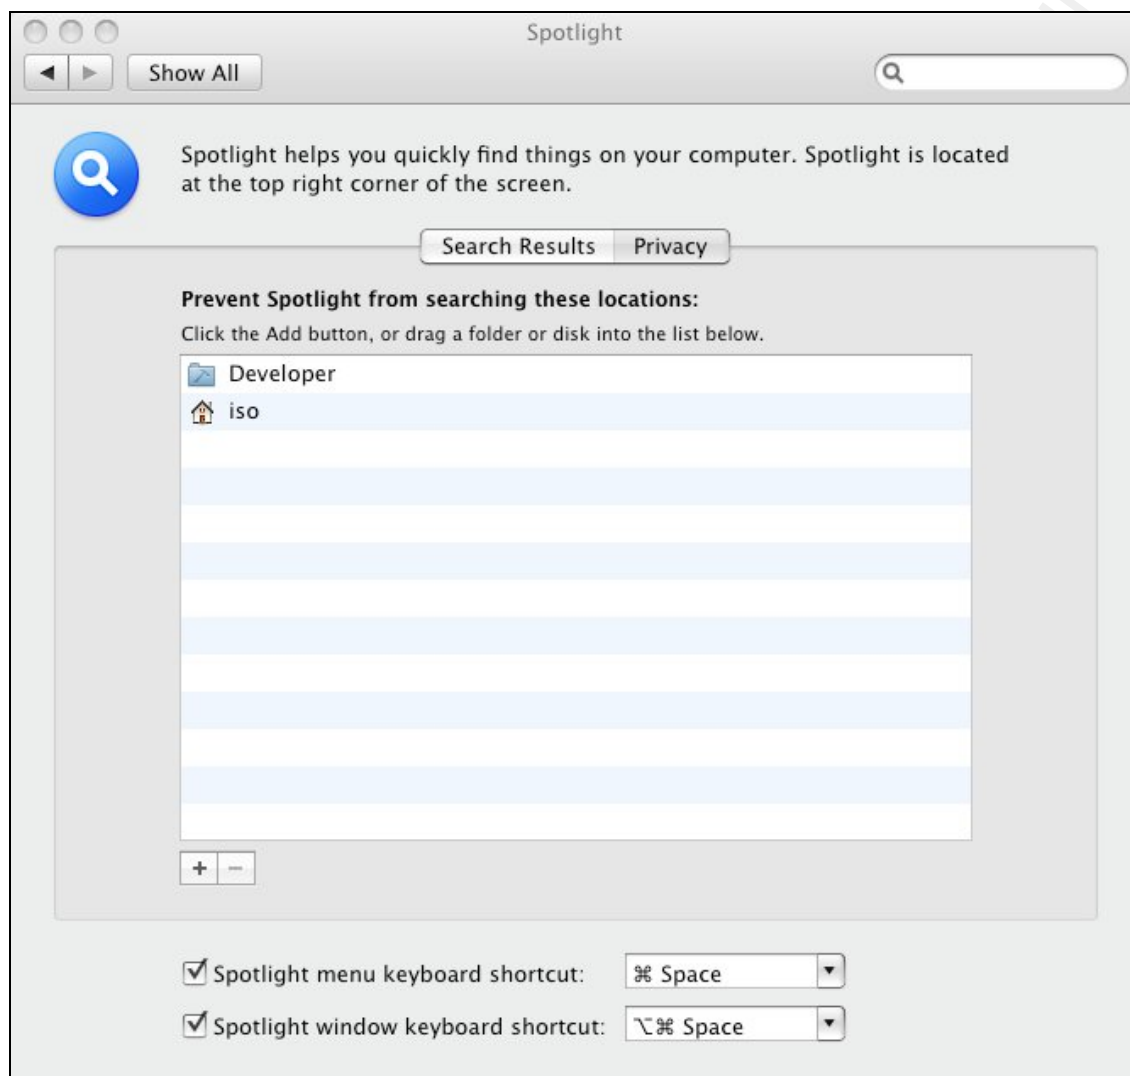 Spotlight
Show All
Spotlight helps you quickly find things on your computer. Spotlight is located
at the top right corner of the screen.
Search Results Privacy
Prevent Spotlight from searching these locations:
Click the Add button, or drag a folder or disk into the list below.
Developer
iso
+ −
Spotlight menu keyboard shortcut: ⌘ Space
Spotlight window keyboard shortcut: ⌥⌘ Space